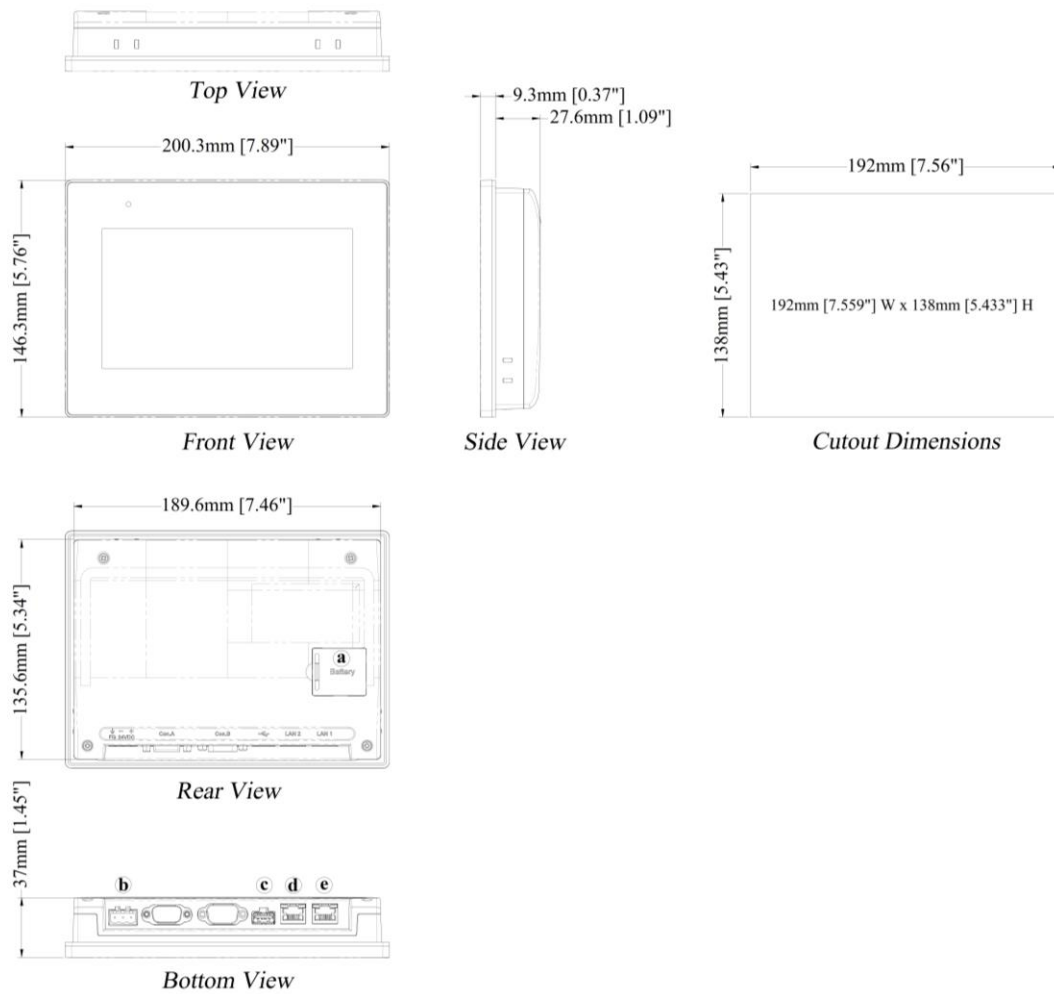 Top View
9.3mm [0.37"]
27.6mm [1.09"]
200.3mm [7.89"]
146.3mm [5.76"]
Front View
Side View
192mm [7.56"]
138mm [5.43"]
192mm [7.559"] W x 138mm [5.433"] H
Cutout Dimensions
189.6mm [7.46"]
135.6mm [5.34"]
a
Battery
Con.A Con.B LAN 2 LAN 1
Rear View
37mm [1.45"]
b c d e
Bottom View